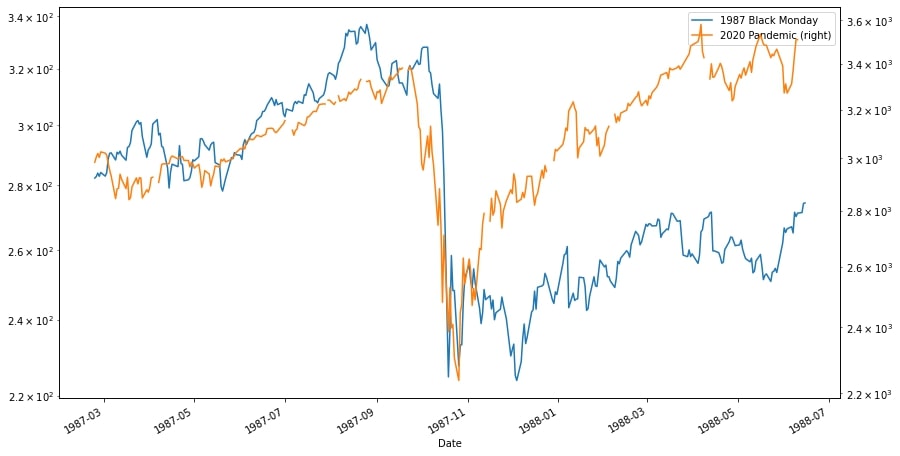 3.4 × 10²
3.2 × 10²
3 × 10²
2.8 × 10²
2.6 × 10²
2.4 × 10²
2.2 × 10²
1987 Black Monday
2020 Pandemic (right)
3.6 × 10³
3.4 × 10³
3.2 × 10³
3 × 10³
2.8 × 10³
2.6 × 10³
2.4 × 10³
2.2 × 10³
1987-03
1987-05
1987-07
1987-09
1987-11
1988-01
1988-03
1988-05
1988-07
Date